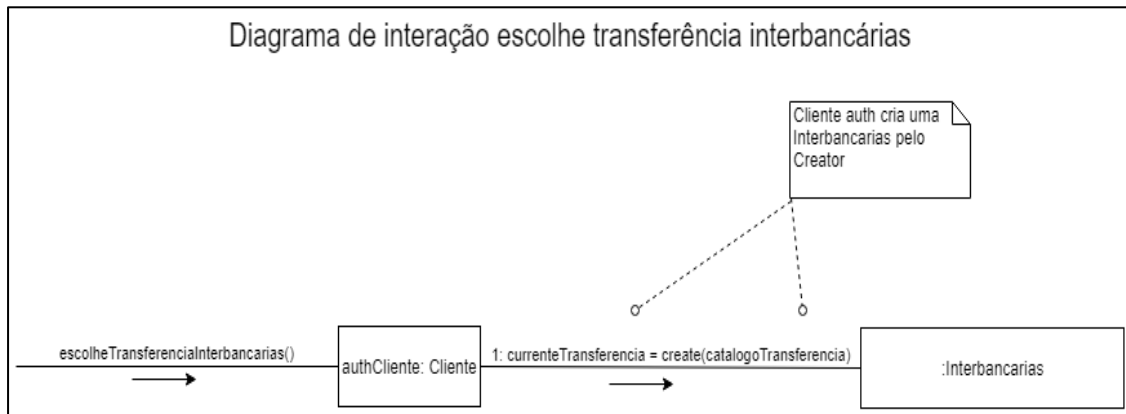 Diagrama de interação escolhe transferência interbancárias
Cliente auth cria uma
Interbancarias pelo
Creator
escolheTransferenciaInterbancarias()
authCliente: Cliente
1: currenteTransferencia = create(catalogoTransferencia)
:Interbancarias